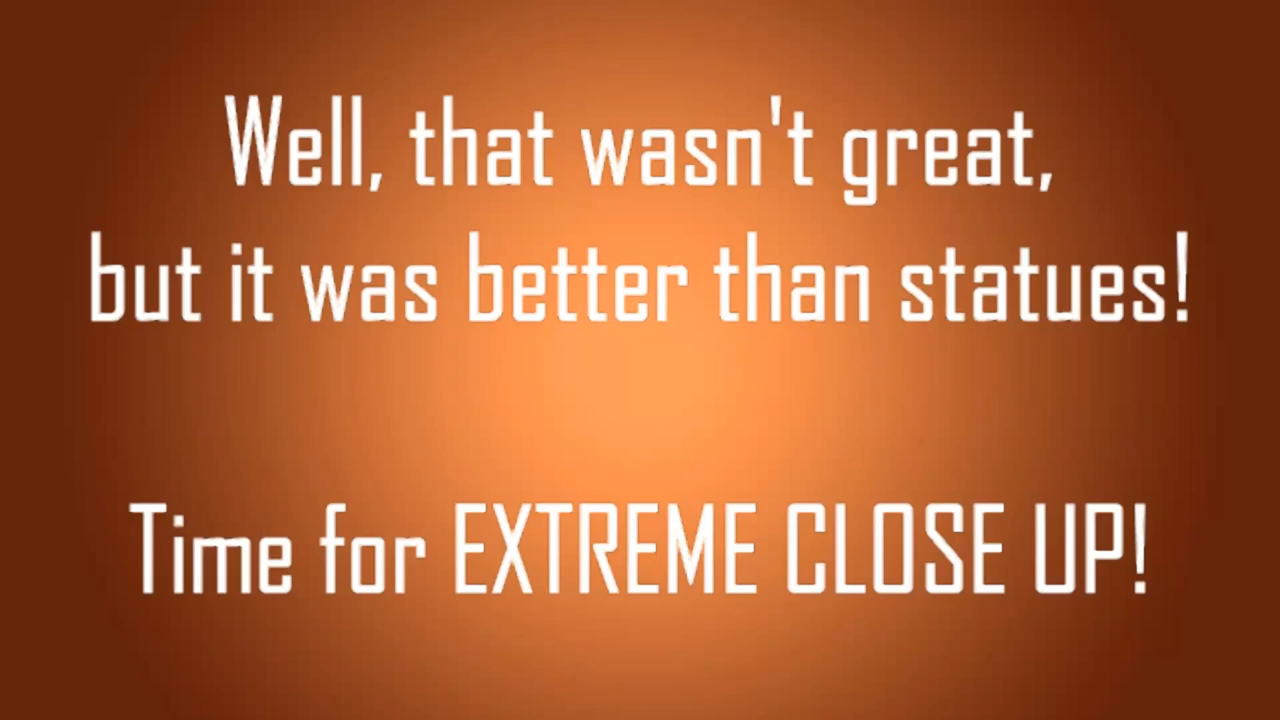 Well, that wasn't great,
but it was better than statues!
Time for EXTREME CLOSE UP!